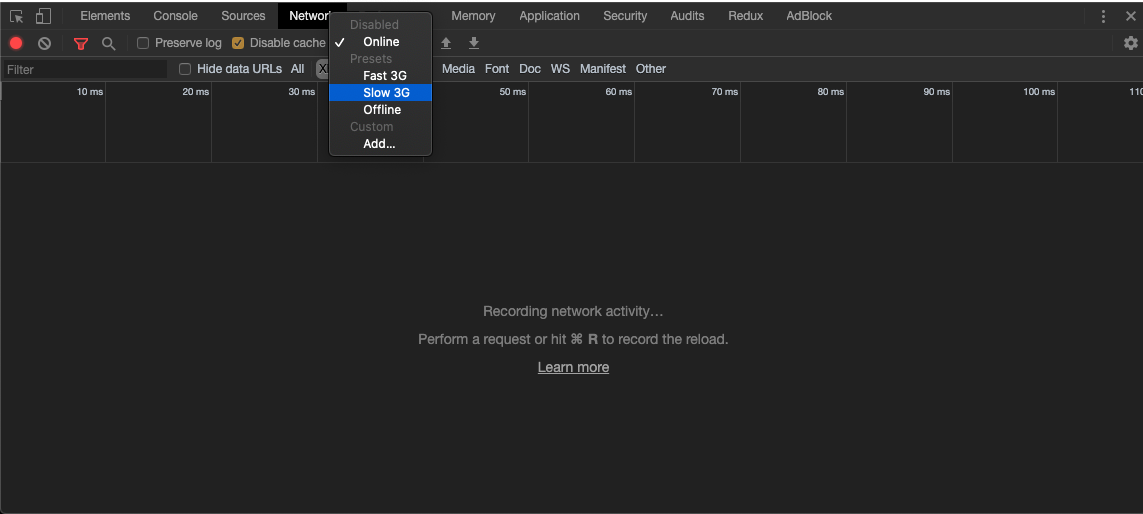 Elements Console Sources Network Memory Application Security Audits Redux AdBlock
Preserve log Disable cache
Disabled
Online
Presets
Fast 3G
Slow 3G
Offline
Custom
Add...
Filter Hide data URLs All Media Font Doc WS Manifest Other
10 ms 20 ms 30 ms 50 ms 60 ms 70 ms 80 ms 90 ms 100 ms
Recording network activity…
Perform a request or hit ⌘ R to record the reload.
Learn more